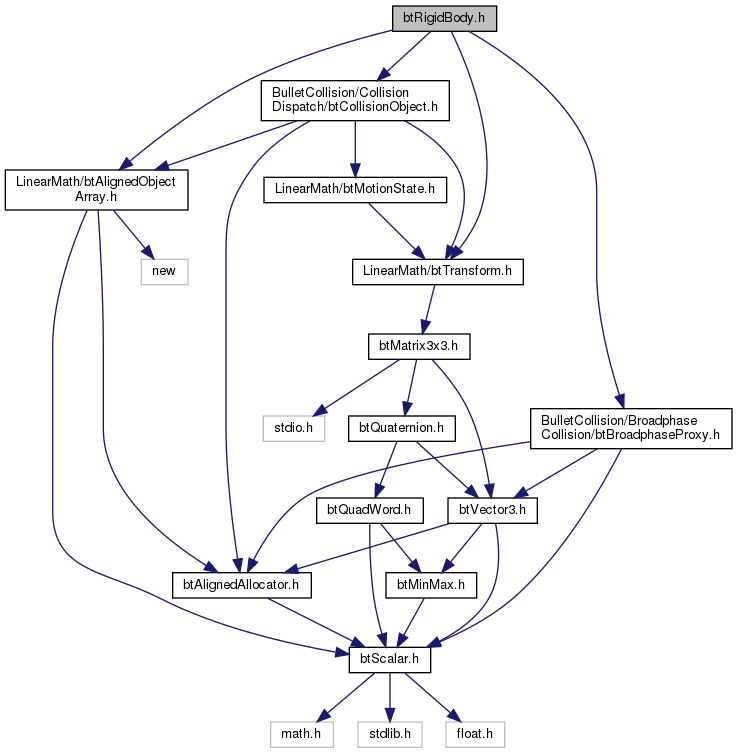 btRigidBody.h
BulletCollision/Collision
Dispatch/btCollisionObject.h
LinearMath/btAlignedObject
Array.h
LinearMath/btMotionState.h
new
LinearMath/btTransform.h
btMatrix3x3.h
stdio.h
btQuaternion.h
BulletCollision/Broadphase
Collision/btBroadphaseProxy.h
btQuadWord.h
btVector3.h
btAlignedAllocator.h
btMinMax.h
btScalar.h
math.h
stdlib.h
float.h